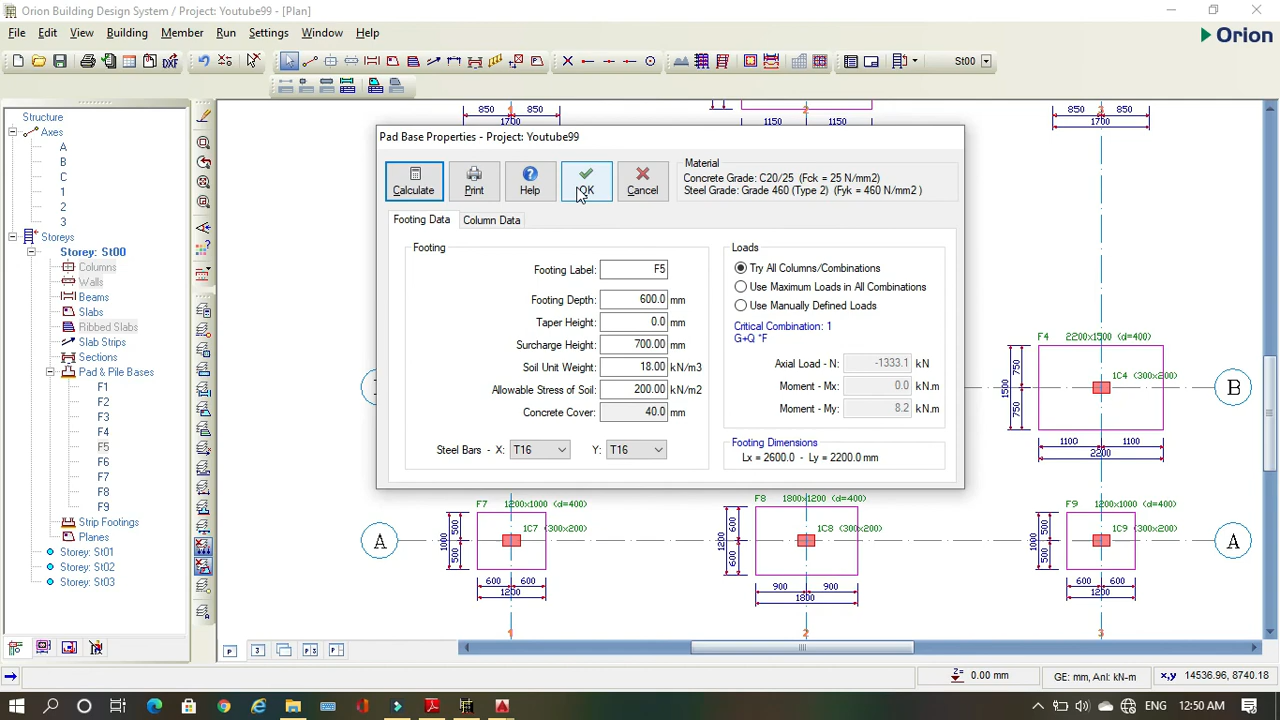 Orion Building Design System / Project: Youtube99 - [Plan]
File Edit View Building Member Run Settings Window Help
Orion
DXF
St00
Structure
Axes
A
B
C
1
2
3
Storeys
Storey: St00
Columns
Walls
Beams
Slabs
Ribbed Slabs
Slab Strips
Sections
Pad & Pile Bases
F1
F2
F3
F4
F5
F6
F7
F8
F9
Strip Footings
Planes
Storey: St01
Storey: St02
Storey: St03
850 850
1700
1150 1150
850 850
1700
Pad Base Properties - Project: Youtube99
Calculate
Print
Help
OK
Cancel
Material
Concrete Grade: C20/25 (Fck = 25 N/mm2)
Steel Grade: Grade 460 (Type 2) (Fyk = 460 N/mm2 )
Footing Data
Column Data
Footing
Footing Label: F5
Footing Depth: 600.0 mm
Taper Height: 0.0 mm
Surcharge Height: 700.00 mm
Soil Unit Weight: 18.00 kN/m3
Allowable Stress of Soil: 200.00 kN/m2
Concrete Cover: 40.0 mm
Steel Bars - X: T16 Y: T16
Loads
Try All Columns/Combinations
Use Maximum Loads in All Combinations
Use Manually Defined Loads
Critical Combination: 1
G+Q *F
Axial Load - N: -1333.1 kN
Moment - Mx: 0.0 kN.m
Moment - My: 8.2 kN.m
Footing Dimensions
Lx = 2600.0 - Ly = 2200.0 mm
F4 2200x1500 (d=400)
1C4 (300x200)
750
750
1500
1100 1100
2200
B
F7 1200x1000 (d=400)
1C7 (300x200)
500
500
1000
600 600
1200
A
F8 1800x1200 (d=400)
1C8 (300x200)
600
600
1200
900 900
1800
F9 1200x1000 (d=400)
1C9 (300x200)
500
500
1000
600 600
1200
A
1
2
3
Z= 0.00 mm
GE: mm, Anl: kN-m
x,y 14536.96, 8740.18
ENG 12:50 AM